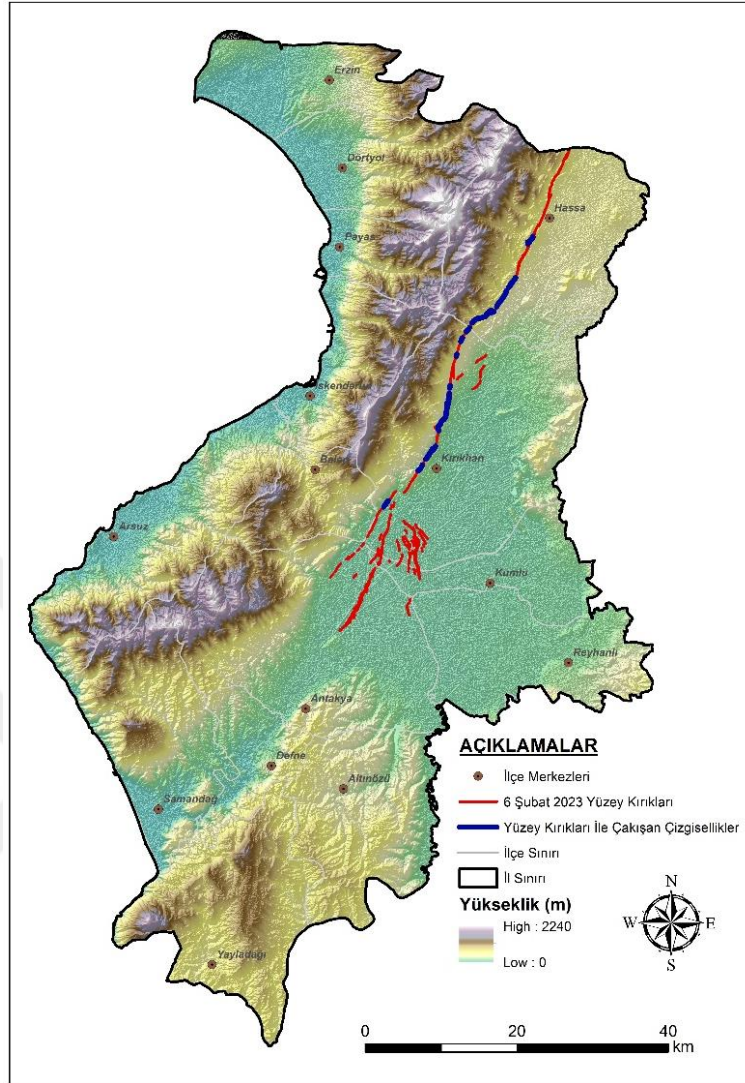 Erzin
Dörtyol
Hassa
Payas
İskenderun
Kırıkhan
Belen
Arsuz
Kumlu
Reyhanlı
Antakya
Defne
Altınözü
Samandağ
Yayladağı
AÇIKLAMALAR
İlçe Merkezleri
6 Şubat 2023 Yüzey Kırıkları
Yüzey Kırıkları İle Çakışan Çizgisellikler
İlçe Sınırı
İl Sınırı
Yükseklik (m)
High : 2240
Low : 0
N
W E
S
0 20 40
km